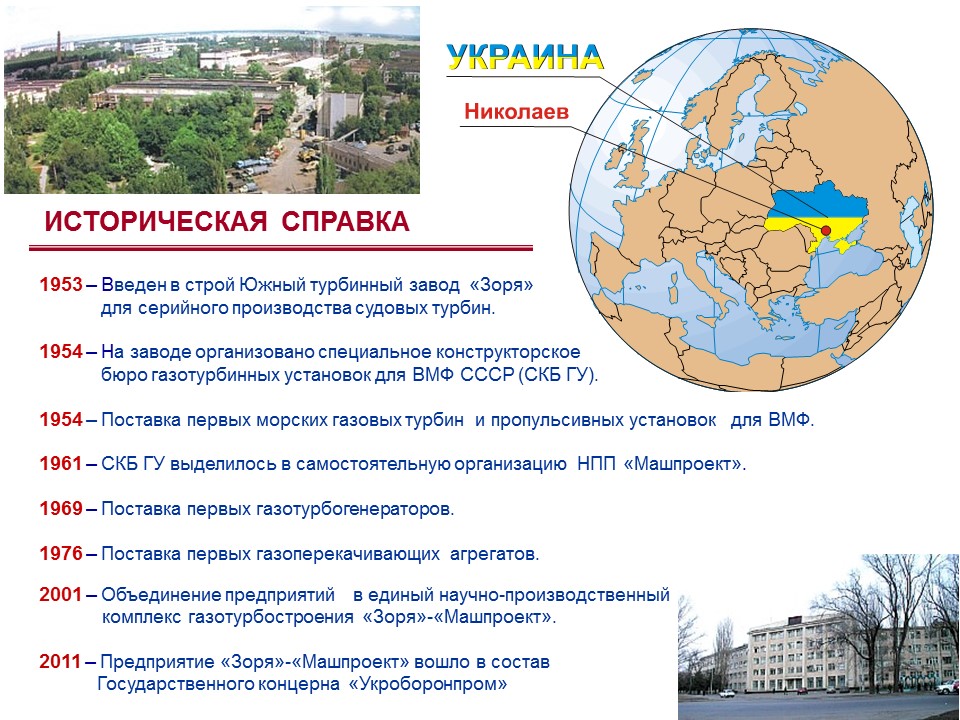 УКРАИНА
Николаев
ИСТОРИЧЕСКАЯ СПРАВКА
1953 – Введен в строй Южный турбинный завод «Зоря»
для серийного производства судовых турбин.
1954 – На заводе организовано специальное конструкторское
бюро газотурбинных установок для ВМФ СССР (СКБ ГУ).
1954 – Поставка первых морских газовых турбин и пропульсивных установок для ВМФ.
1961 – СКБ ГУ выделилось в самостоятельную организацию НПП «Машпроект».
1969 – Поставка первых газотурбогенераторов.
1976 – Поставка первых газоперекачивающих агрегатов.
2001 – Объединение предприятий в единый научно-производственный
комплекс газотурбостроения «Зоря»-«Машпроект».
2011 – Предприятие «Зоря»-«Машпроект» вошло в состав
Государственного концерна «Укроборонпром»